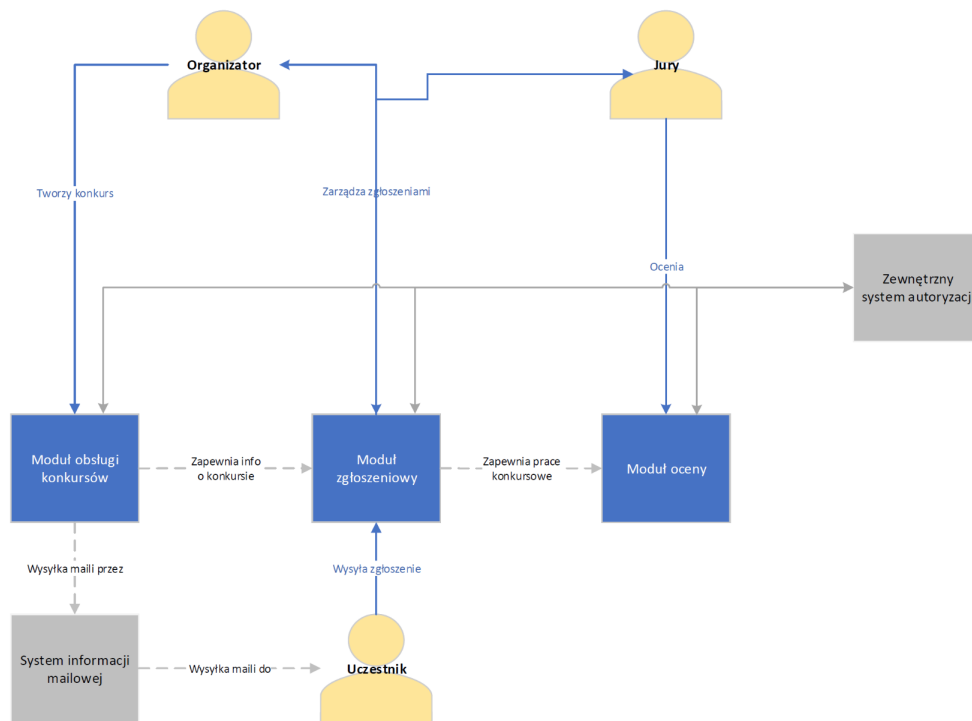 Organizator
Jury
Tworzy konkurs
Zarządza zgłoszeniami
Ocenia
Zewnętrzny
system autoryzacj
Moduł obsługi
konkursów
Zapewnia info
o konkursie
Moduł
zgłoszeniowy
Zapewnia prace
konkursowe
Moduł oceny
Wysyłka maili przez
Wysyła zgłoszenie
System informacji
mailowej
Wysyłka maili do
Uczestnik